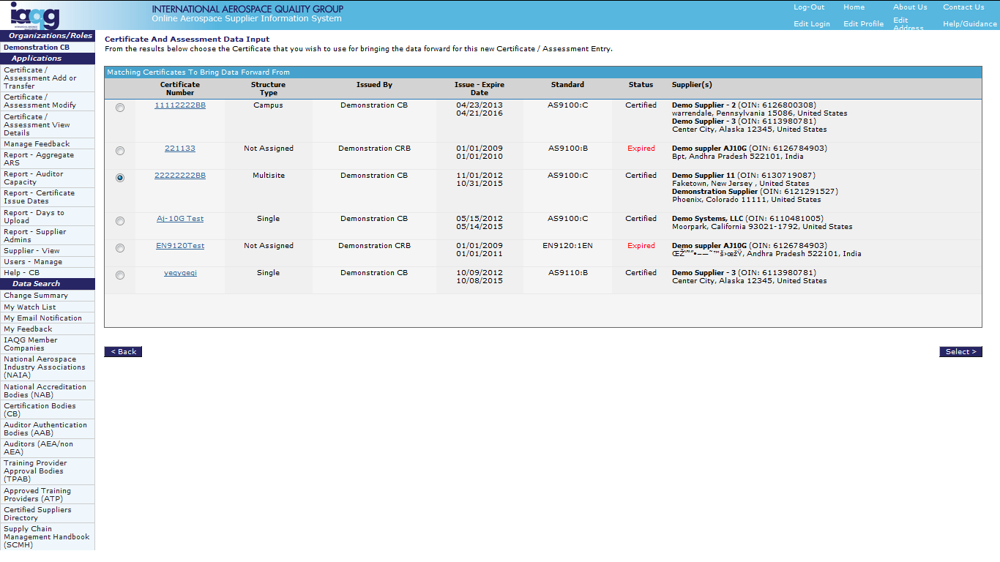 iaqg
INTERNATIONAL AEROSPACE QUALITY GROUP
Online Aerospace Supplier Information System
Log-Out
Home
About Us
Contact Us
Edit Login
Edit Profile
Edit
Address
Help/Guidance
Organizations/Roles
Demonstration CB
Applications
Certificate /
Assessment Add or
Transfer
Certificate /
Assessment Modify
Certificate /
Assessment View
Details
Manage Feedback
Report - Aggregate
ARS
Report - Auditor
Capacity
Report - Certificate
Issue Dates
Report - Days to
Upload
Report - Supplier
Admins
Supplier - View
Users - Manage
Help - CB
Data Search
Change Summary
My Watch List
My Email Notification
My Feedback
IAQG Member
Companies
National Aerospace
Industry Associations
(NAIA)
National Accreditation
Bodies (NAB)
Certification Bodies
(CB)
Auditor Authentication
Bodies (AAB)
Auditors (AEA/non
AEA)
Training Provider
Approval Bodies
(TPAB)
Approved Training
Providers (ATP)
Certified Suppliers
Directory
Supply Chain
Management Handbook
(SCMH)
Certificate And Assessment Data Input
From the results below choose the Certificate that you wish to use for bringing the data forward for this new Certificate / Assessment Entry.
Matching Certificates To Bring Data Forward From
Certificate
Number
Structure
Type
Issued By
Issue - Expire
Date
Standard
Status
Supplier(s)
11112222BB
Campus
Demonstration CB
04/23/2013
04/21/2016
AS9100:C
Certified
Demo Supplier - 2 (OIN: 6126800308)
warrendale, Pennsylvania 15086, United States
Demo Supplier - 3 (OIN: 6113980781)
Center City, Alaska 12345, United States
221133
Not Assigned
Demonstration CRB
01/01/2009
01/01/2010
AS9100:B
Expired
Demo suppler AJ10G (OIN: 6126784903)
Bpt, Andhra Pradesh 522101, India
22222222BB
Multisite
Demonstration CB
11/01/2012
10/31/2015
AS9100:C
Certified
Demo Supplier 11 (OIN: 6130719087)
Faketown, New Jersey , United States
Demonstration Supplier (OIN: 6121291527)
Phoenix, Colorado 11111, United States
Aj-10G Test
Single
Demonstration CB
05/15/2012
05/14/2015
AS9100:C
Certified
Demo Systems, LLC (OIN: 6110481005)
Moorpark, California 93021-1792, United States
EN9120Test
Not Assigned
Demonstration CRB
01/01/2009
01/01/2011
EN9120:1EN
Expired
Demo suppler AJ10G (OIN: 6126784903)
Andhra Pradesh 522101, India
yeqyqeqi
Single
Demonstration CB
10/09/2012
10/08/2015
AS9110:B
Certified
Demo Supplier - 3 (OIN: 6113980781)
Center City, Alaska 12345, United States
< Back
Select >